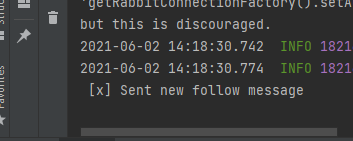 'getRabbitConnectionFactory().setA
but this is discouraged.
2021-06-02 14:18:30.742  INFO 1821
2021-06-02 14:18:30.774  INFO 1821
[x] Sent new follow message
Favorites